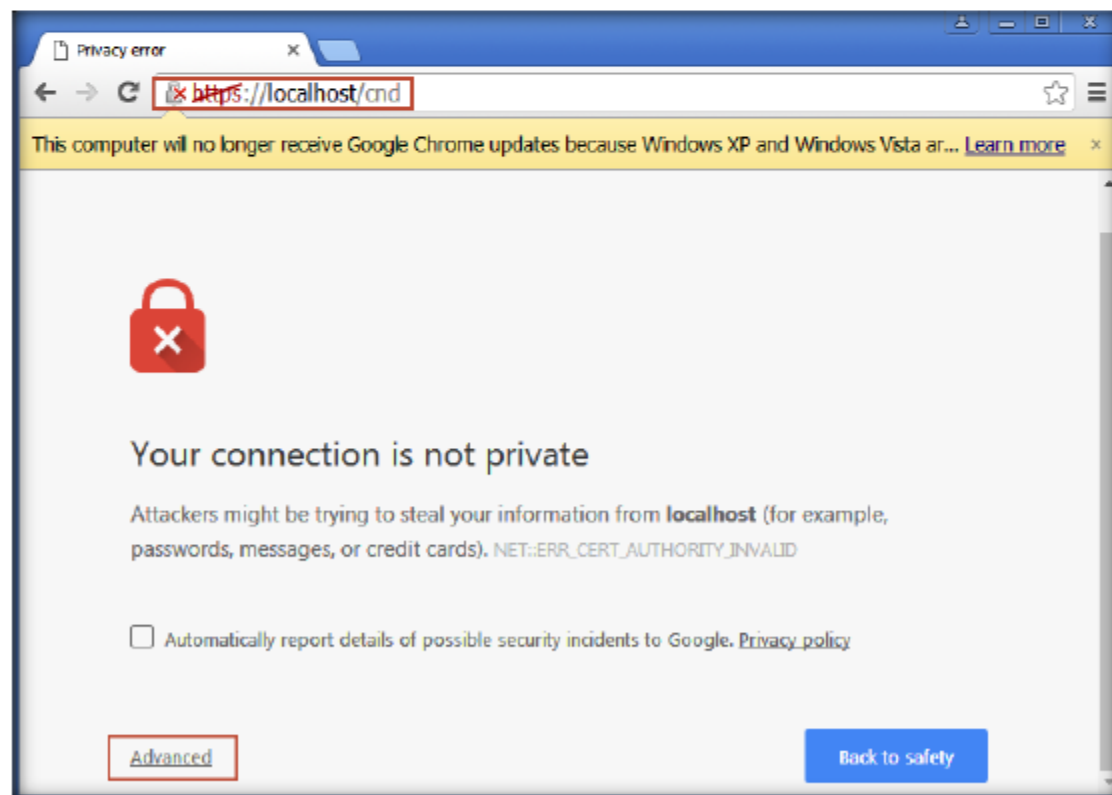 Privacy error
https://localhost/cnd
This computer will no longer receive Google Chrome updates because Windows XP and Windows Vista ar... Learn more
Your connection is not private
Attackers might be trying to steal your information from localhost (for example,
passwords, messages, or credit cards). NET::ERR_CERT_AUTHORITY_INVALID
Automatically report details of possible security incidents to Google. Privacy policy
Advanced
Back to safety